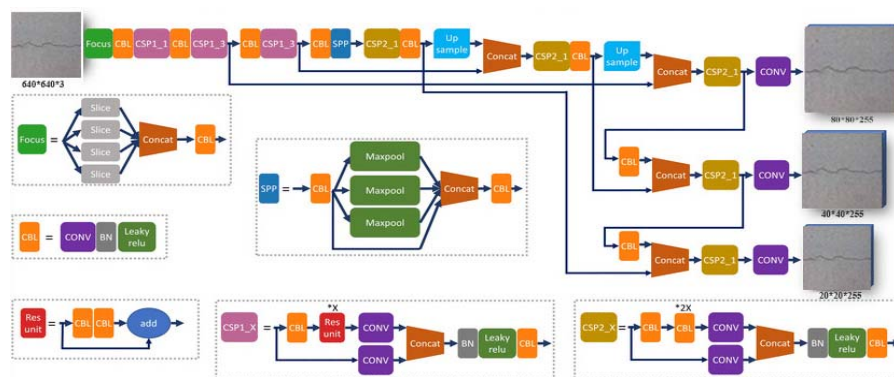 Focus CBL CSP1_1 CBL CSP1_3 CBL CSP1_3 CBL SPP CSP2_1 CBL Up sample Concat CSP2_1 CBL Up sample Concat CSP2_1 CONV
640*640*3
80*80*255
Focus = Slice Slice Slice Slice Concat CBL
SPP = CBL Maxpool Maxpool Maxpool Concat CBL
CBL Concat CSP2_1 CONV
40*40*255
CBL = CONV BN Leaky relu
CBL Concat CSP2_1 CONV
20*20*255
Res unit = CBL CBL add
CSP1_X = CBL *X Res unit CONV CONV Concat BN Leaky relu CBL
CSP2_X = CBL *2X CBL CONV CONV Concat BN Leaky relu CBL